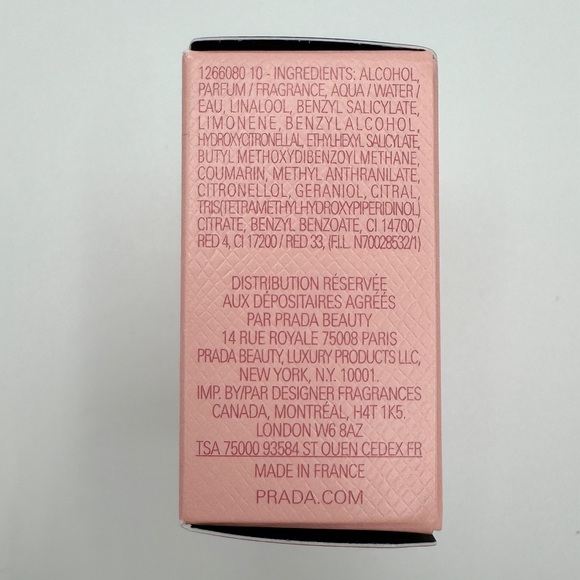 1266080 10 - INGREDIENTS: ALCOHOL,
PARFUM / FRAGRANCE, AQUA / WATER /
EAU, LINALOOL, BENZYL SALICYLATE,
LIMONENE, BENZYL ALCOHOL,
HYDROXYCITRONELLAL, ETHYLHEXYL SALICYLATE,
BUTYL METHOXYDIBENZOYLMETHANE,
COUMARIN, METHYL ANTHRANILATE,
CITRONELLOL, GERANIOL, CITRAL,
TRIS(TETRAMETHYLHYDROXYPIPERIDINOL)
CITRATE, BENZYL BENZOATE, CI 14700 /
RED 4, CI 17200 / RED 33, (F.I.L. N70028532/1)
DISTRIBUTION RÉSERVÉE
AUX DÉPOSITAIRES AGRÉÉS
PAR PRADA BEAUTY
14 RUE ROYALE 75008 PARIS
PRADA BEAUTY, LUXURY PRODUCTS LLC,
NEW YORK, N.Y. 10001.
IMP. BY/PAR DESIGNER FRAGRANCES
CANADA, MONTRÉAL, H4T 1K5.
LONDON W6 8AZ
TSA 75000 93584 ST OUEN CEDEX FR
MADE IN FRANCE
PRADA.COM